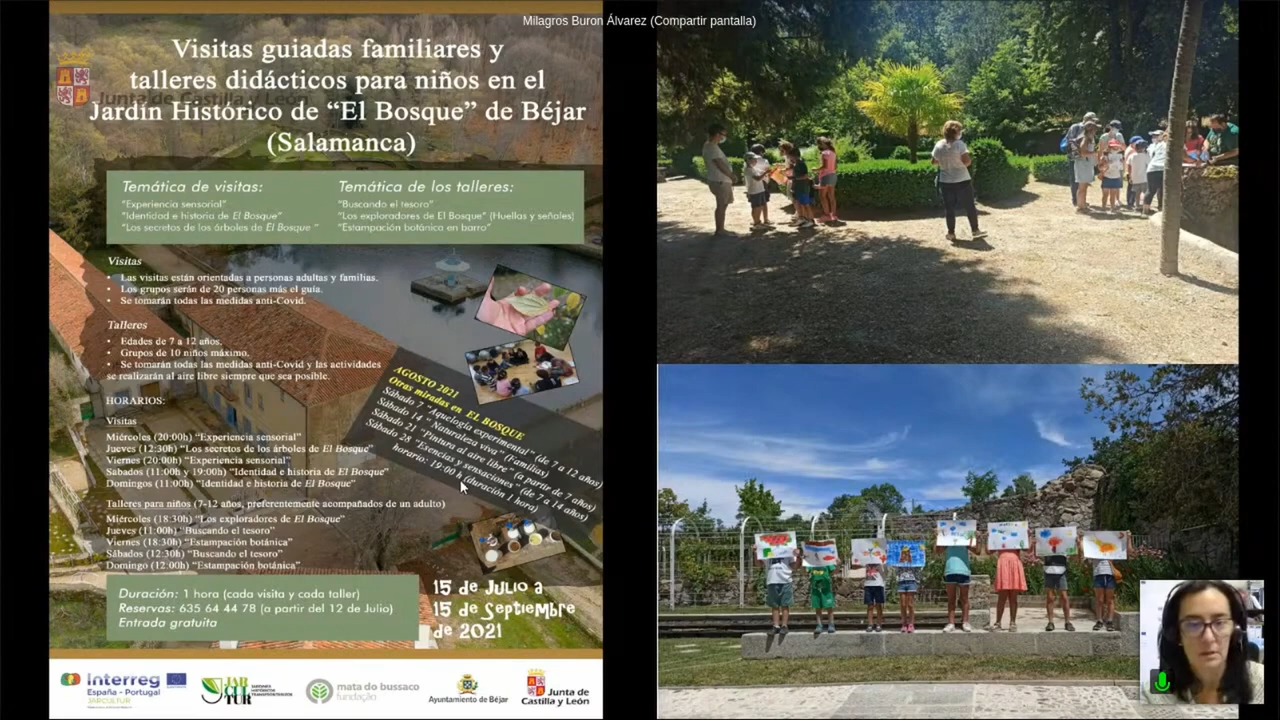 Milagros Buron Álvarez (Compartir pantalla)
Visitas guiadas familiares y
talleres didácticos para niños en el
Jardín Histórico de “El Bosque” de Béjar
(Salamanca)
Junta de Castilla y León
Temática de visitas:
“Experiencia sensorial”
“Identidad e historia de El Bosque”
“Los secretos de los árboles de El Bosque ”
Temática de los talleres:
“Buscando el tesoro”
“Los exploradores de El Bosque” (Huellas y señales)
“Estampación botánica en barro”
Visitas
• Las visitas están orientadas a personas adultas y familias.
• Los grupos serán de 20 personas más el guía.
• Se tomarán todas las medidas anti-Covid.
Talleres
• Edades de 7 a 12 años.
• Grupos de 10 niños máximo.
• Se tomarán todas las medidas anti-Covid y las actividades
se realizarán al aire libre siempre que sea posible.
AGOSTO 2021
Otras miradas en EL BOSQUE
Sábado 7 “Arqueología experimental” (de 7 a 12 años)
Sábado 14 “ Naturaleza viva” (Familias)
Sábado 21 “Pintura al aire libre” (a partir de 7 años)
Sábado 28 “Esencias y sensaciones” (de 7 a 14 años)
horario: 19:00 h (duración 1 hora)
HORARIOS:
Visitas
Miércoles (20:00h) “Experiencia sensorial”
Jueves (12:30h) “Los secretos de los árboles de El Bosque”
Viernes (20:00h) “Experiencia sensorial”
Sabados (11:00h y 19:00h) “Identidad e historia de El Bosque”
Domingos (11:00h) “Identidad e historia de El Bosque”
Talleres para niños (7-12 años, preferentemente acompañados de un adulto)
Miércoles (18:30h) “Los exploradores de El Bosque”
Jueves (11:00h) “Buscando el tesoro”
Viernes (18:30h) “Estampación botánica”
Sábados (12:30h) “Buscando el tesoro”
Domingo (12:00h) “Estampación botánica”
Duración: 1 hora (cada visita y cada taller)
Reservas: 635 64 44 78 (a partir del 12 de Julio)
Entrada gratuita
15 de Julio a
15 de Septiembre
de 2021
Interreg
España - Portugal
JARCULTUR
JAR
CUL
TUR
mata do bussaco
fundação
Ayuntamiento de Béjar
Junta de
Castilla y León